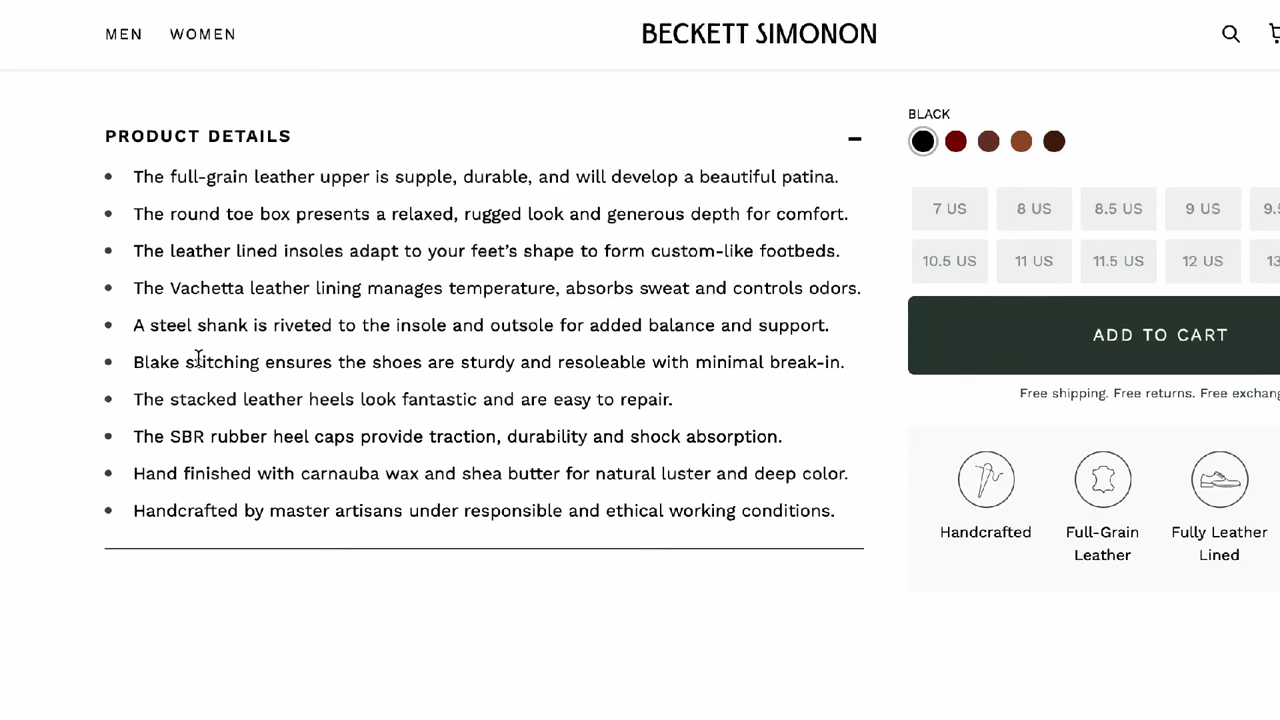 MEN WOMEN BECKETT SIMONON
PRODUCT DETAILS
The full-grain leather upper is supple, durable, and will develop a beautiful patina.
The round toe box presents a relaxed, rugged look and generous depth for comfort.
The leather lined insoles adapt to your feet’s shape to form custom-like footbeds.
The Vachetta leather lining manages temperature, absorbs sweat and controls odors.
A steel shank is riveted to the insole and outsole for added balance and support.
Blake stitching ensures the shoes are sturdy and resoleable with minimal break-in.
The stacked leather heels look fantastic and are easy to repair.
The SBR rubber heel caps provide traction, durability and shock absorption.
Hand finished with carnauba wax and shea butter for natural luster and deep color.
Handcrafted by master artisans under responsible and ethical working conditions.
BLACK
7 US 8 US 8.5 US 9 US
10.5 US 11 US 11.5 US 12 US
ADD TO CART
Free shipping. Free returns. Free
Handcrafted
Full-Grain
Leather
Fully Leather
Lined